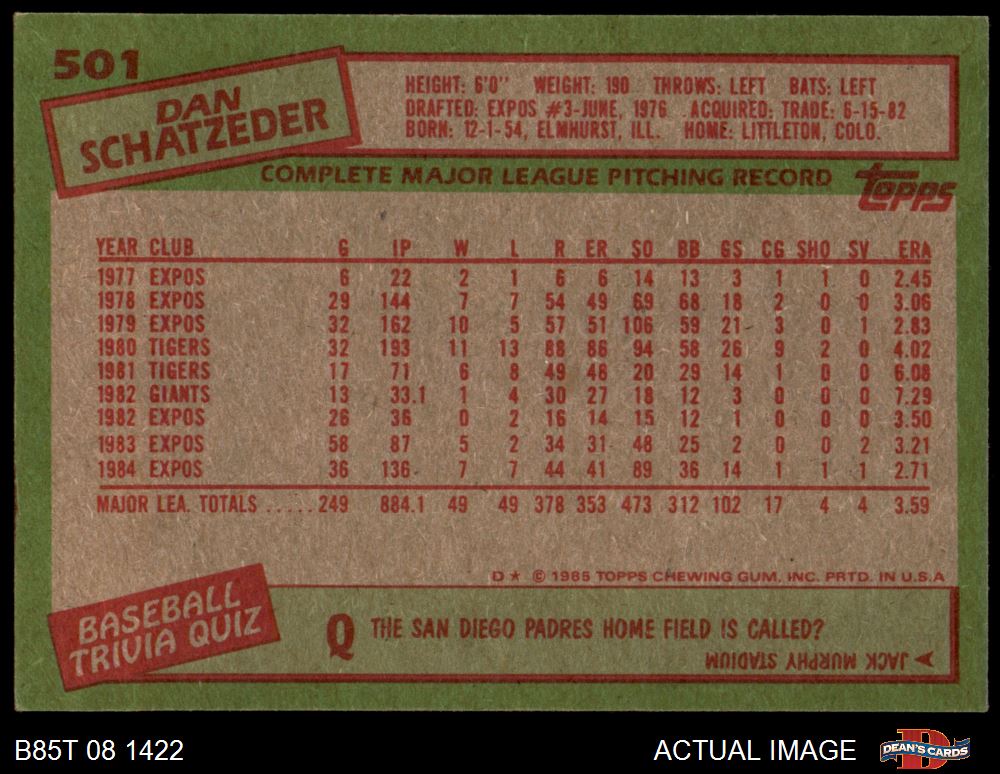 501
DAN
SCHATZEDER
HEIGHT: 6'0" WEIGHT: 190 THROWS: LEFT BATS: LEFT
DRAFTED: EXPOS #3-JUNE, 1976 ACQUIRED: TRADE: 6-15-82
BORN: 12-1-54, ELMHURST, ILL. HOME: LITTLETON, COLO.
COMPLETE MAJOR LEAGUE PITCHING RECORD
TOPPS
YEAR CLUB G IP W L R ER SO BB GS CG SHO SV ERA
1977 EXPOS 6 22 2 1 6 6 14 13 3 1 1 0 2.45
1978 EXPOS 29 144 7 7 54 49 69 68 18 2 0 0 3.06
1979 EXPOS 32 162 10 5 57 51 106 59 21 3 0 1 2.83
1980 TIGERS 32 193 11 13 88 86 94 58 26 9 2 0 4.02
1981 TIGERS 17 71 6 8 49 48 20 29 14 1 0 0 6.08
1982 GIANTS 13 33.1 1 4 30 27 18 12 3 0 0 0 7.29
1982 EXPOS 26 36 0 2 16 14 15 12 1 0 0 0 3.50
1983 EXPOS 58 87 5 2 34 31 48 25 2 0 0 2 3.21
1984 EXPOS 36 136 7 7 44 41 89 36 14 1 1 1 2.71
MAJOR LEA. TOTALS ..... 249 884.1 49 49 378 353 473 312 102 17 4 4 3.59
D* © 1985 TOPPS CHEWING GUM, INC. PRTD. IN U.S.A
BASEBALL
TRIVIA QUIZ
Q THE SAN DIEGO PADRES HOME FIELD IS CALLED?
JACK MURPHY STADIUM
B85T 08 1422
ACTUAL IMAGE
D
DEAN'S CARDS